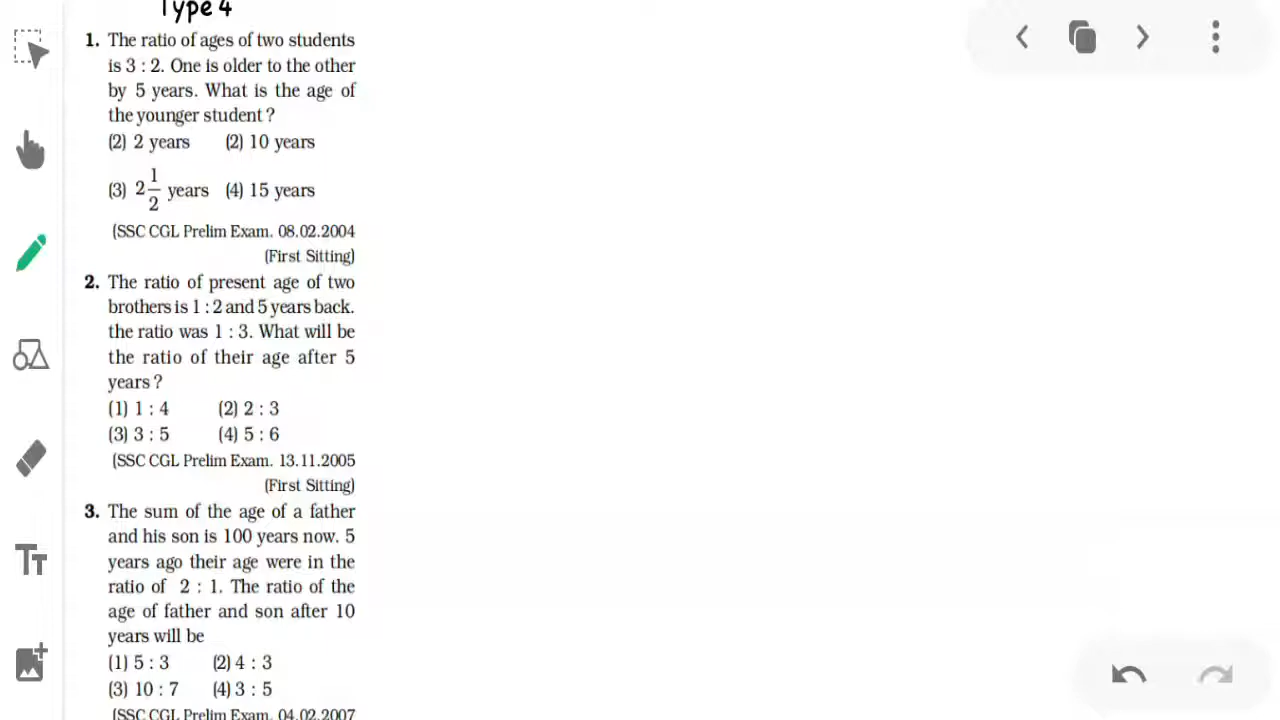 Type 4
1. The ratio of ages of two students
is 3 : 2. One is older to the other
by 5 years. What is the age of
the younger student ?
(2) 2 years (2) 10 years
(3) 2 1/2 years (4) 15 years
(SSC CGL Prelim Exam. 08.02.2004
(First Sitting)
2. The ratio of present age of two
brothers is 1 : 2 and 5 years back.
the ratio was 1 : 3. What will be
the ratio of their age after 5
years ?
(1) 1 : 4 (2) 2 : 3
(3) 3 : 5 (4) 5 : 6
(SSC CGL Prelim Exam. 13.11.2005
(First Sitting)
3. The sum of the age of a father
and his son is 100 years now. 5
years ago their age were in the
ratio of 2 : 1. The ratio of the
age of father and son after 10
years will be
(1) 5 : 3 (2) 4 : 3
(3) 10 : 7 (4) 3 : 5
(SSC CGL Prelim Exam. 04.02.2007
TT